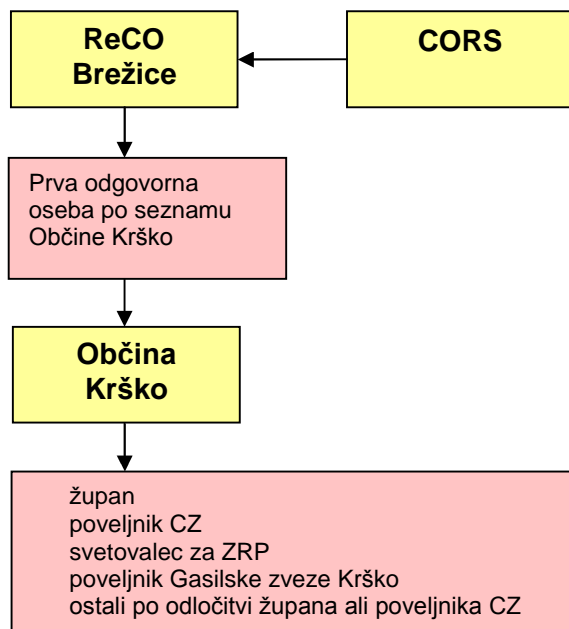 ReCO
Brežice
CORS
Prva odgovorna
oseba po seznamu
Občine Krško
Občina
Krško
župan
poveljnik CZ
svetovalec za ZRP
poveljnik Gasilske zveze Krško
ostali po odločitvi župana ali poveljnika CZ